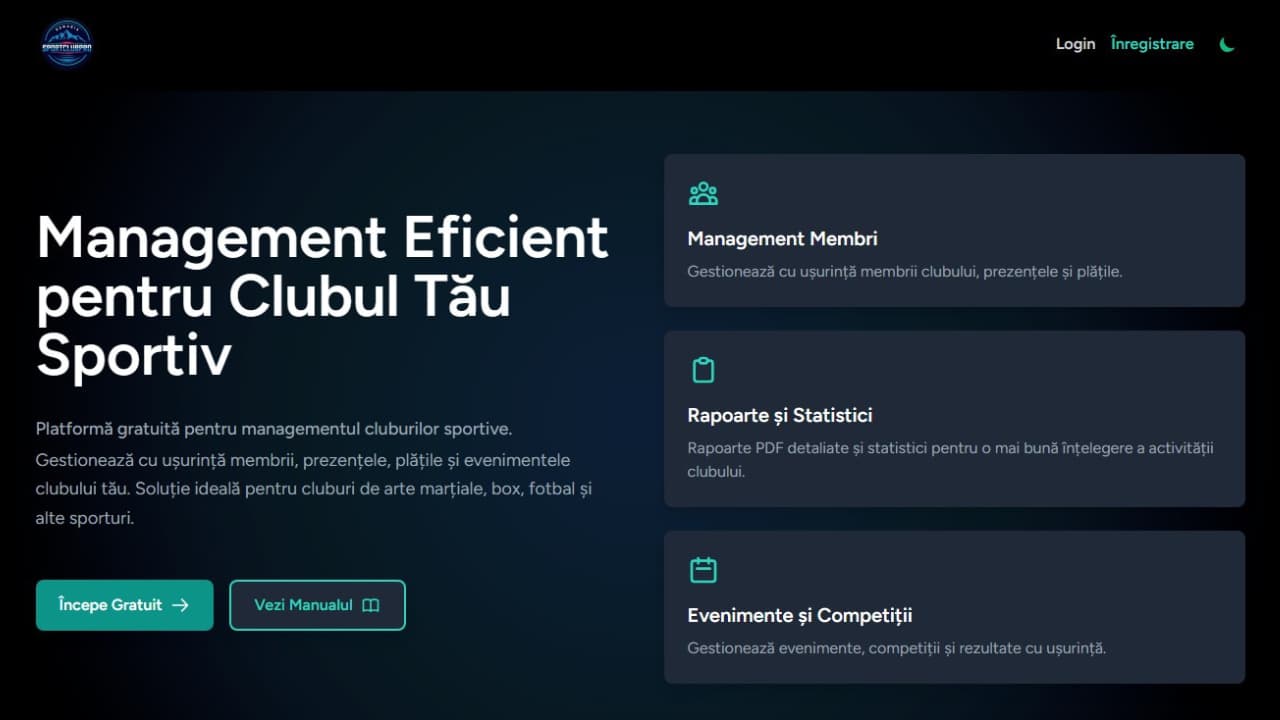 ROMANIA
SPORTCLUBPRO
Login
Înregistrare
Management Eficient
pentru Clubul Tău
Sportiv
Platformă gratuită pentru managementul cluburilor sportive.
Gestionează cu ușurință membrii, prezențele, plățile și evenimentele
clubului tău. Soluție ideală pentru cluburi de arte marțiale, box, fotbal și
alte sporturi.
Începe Gratuit
Vezi Manualul
Management Membri
Gestionează cu ușurință membrii clubului, prezențele și plățile.
Rapoarte și Statistici
Rapoarte PDF detaliate și statistici pentru o mai bună înțelegere a activității
clubului.
Evenimente și Competiții
Gestionează evenimente, competiții și rezultate cu ușurință.